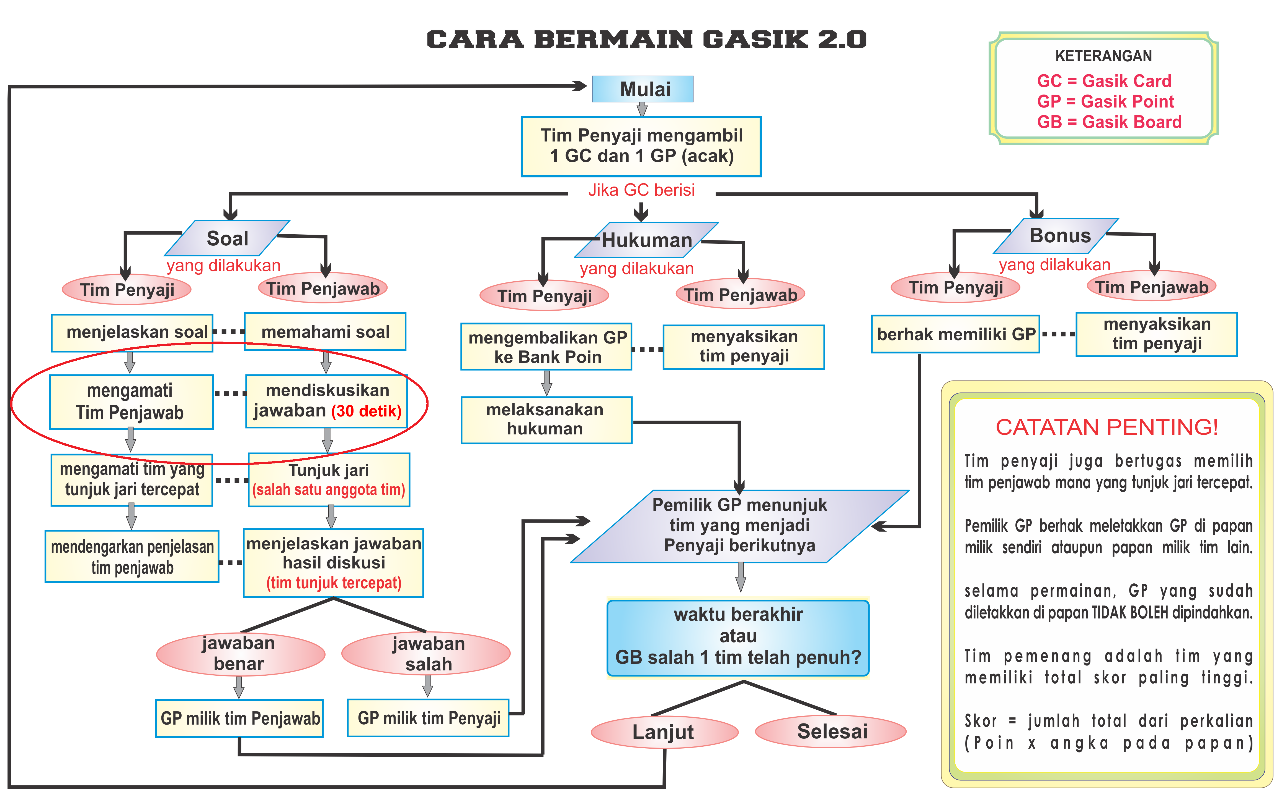 CARA BERMAIN GASIK 2.0
KETERANGAN
GC = Gasik Card
GP = Gasik Point
GB = Gasik Board
Mulai
Tim Penyaji mengambil
1 GC dan 1 GP (acak)
Jika GC berisi
Soal
yang dilakukan
Tim Penyaji
Tim Penjawab
menjelaskan soal
memahami soal
mengamati
Tim Penjawab
mendiskusikan
jawaban (30 detik)
mengamati tim yang
tunjuk jari tercepat
Tunjuk jari
(salah satu anggota tim)
mendengarkan penjelasan
tim penjawab
menjelaskan jawaban
hasil diskusi
(tim tunjuk tercepat)
jawaban
benar
jawaban
salah
GP milik tim Penjawab
GP milik tim Penyaji
Hukuman
yang dilakukan
Tim Penyaji
Tim Penjawab
mengembalikan GP
ke Bank Poin
menyaksikan
tim penyaji
melaksanakan
hukuman
Bonus
yang dilakukan
Tim Penyaji
Tim Penjawab
berhak memiliki GP
menyaksikan
tim penyaji
Pemilik GP menunjuk
tim yang menjadi
Penyaji berikutnya
waktu berakhir
atau
GB salah 1 tim telah penuh?
Lanjut
Selesai
CATATAN PENTING!
Tim penyaji juga bertugas memilih
tim penjawab mana yang tunjuk jari tercepat.
Pemilik GP berhak meletakkan GP di papan
milik sendiri ataupun papan milik tim lain.
selama permainan, GP yang sudah
diletakkan di papan TIDAK BOLEH dipindahkan.
Tim pemenang adalah tim yang
memiliki total skor paling tinggi.
Skor = jumlah total dari perkalian
(Poin x angka pada papan)